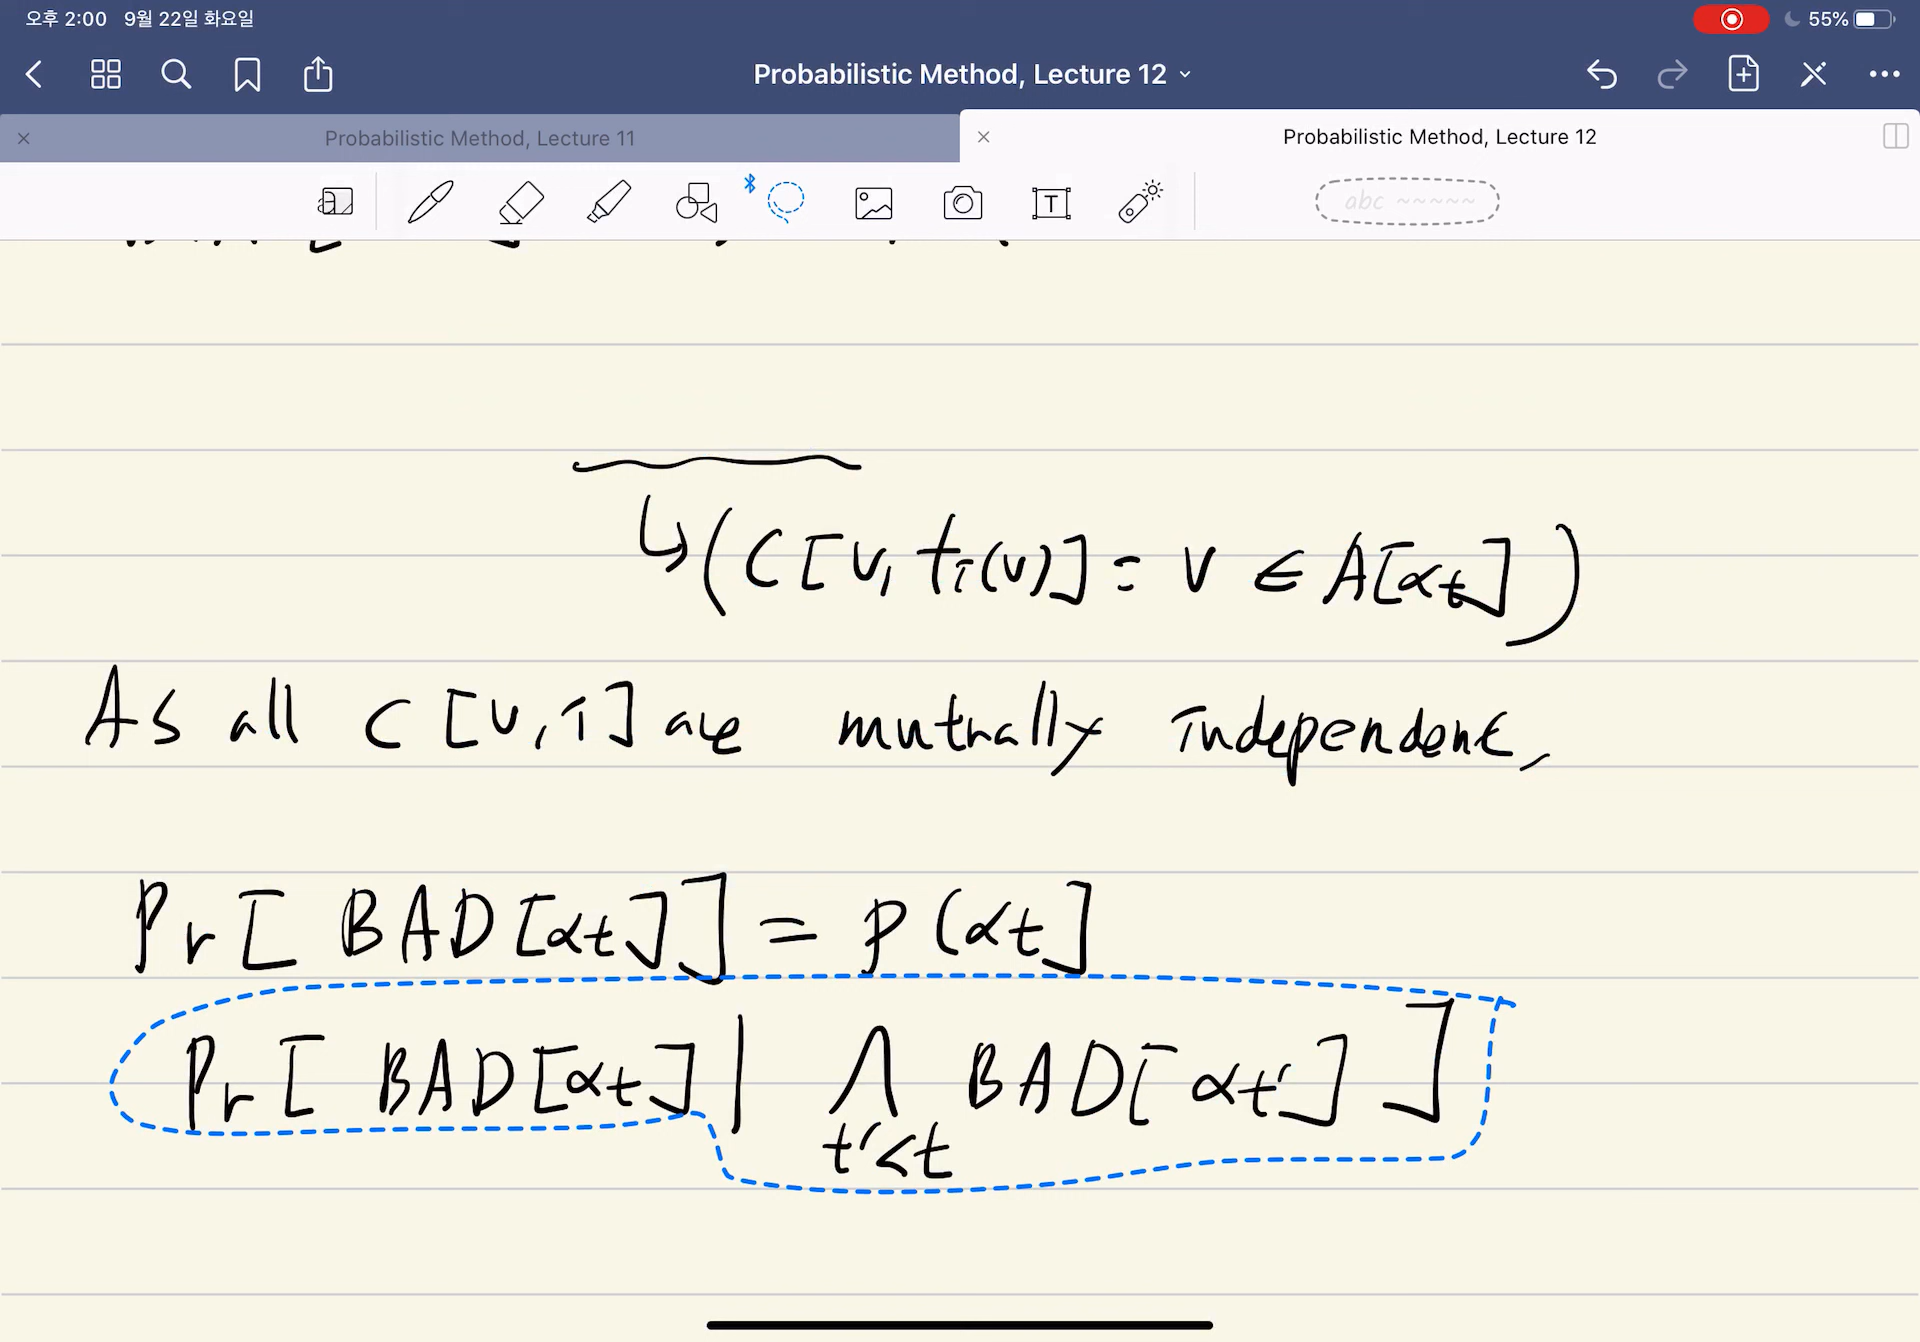 오후 2:00 9월 22일 화요일
55%
Probabilistic Method, Lecture 12
Probabilistic Method, Lecture 11
Probabilistic Method, Lecture 12
a
T
abc ~~~~~
↳ (C[v, ti(v)] = v ∈ A[αt])
As all C[v,i] are mutually independent,
Pr[ BAD[αt] ] = p(αt]
Pr[ BAD[αt] | ∧ BAD[αt'] ]
t'<t